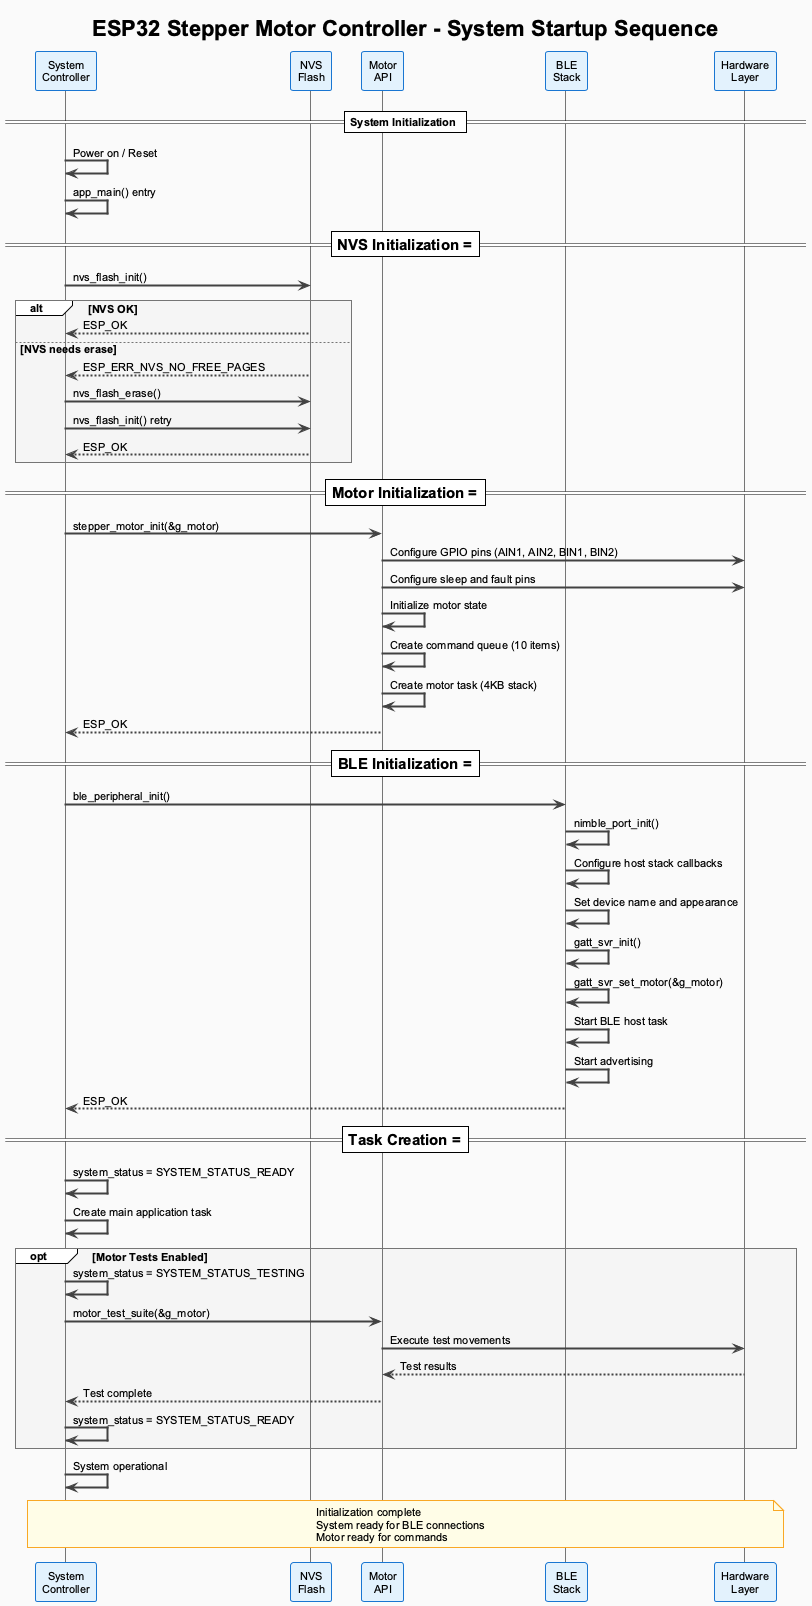 ESP32 Stepper Motor Controller - System Startup Sequence
System
Controller
NVS
Flash
Motor
API
BLE
Stack
Hardware
Layer
System Initialization
Power on / Reset
app_main() entry
NVS Initialization =
nvs_flash_init()
alt
[NVS OK]
ESP_OK
[NVS needs erase]
ESP_ERR_NVS_NO_FREE_PAGES
nvs_flash_erase()
nvs_flash_init() retry
ESP_OK
Motor Initialization =
stepper_motor_init(&g_motor)
Configure GPIO pins (AIN1, AIN2, BIN1, BIN2)
Configure sleep and fault pins
Initialize motor state
Create command queue (10 items)
Create motor task (4KB stack)
ESP_OK
BLE Initialization =
ble_peripheral_init()
nimble_port_init()
Configure host stack callbacks
Set device name and appearance
gatt_svr_init()
gatt_svr_set_motor(&g_motor)
Start BLE host task
Start advertising
ESP_OK
Task Creation =
system_status = SYSTEM_STATUS_READY
Create main application task
opt
[Motor Tests Enabled]
system_status = SYSTEM_STATUS_TESTING
motor_test_suite(&g_motor)
Execute test movements
Test results
Test complete
system_status = SYSTEM_STATUS_READY
System operational
Initialization complete
System ready for BLE connections
Motor ready for commands
System
Controller
NVS
Flash
Motor
API
BLE
Stack
Hardware
Layer